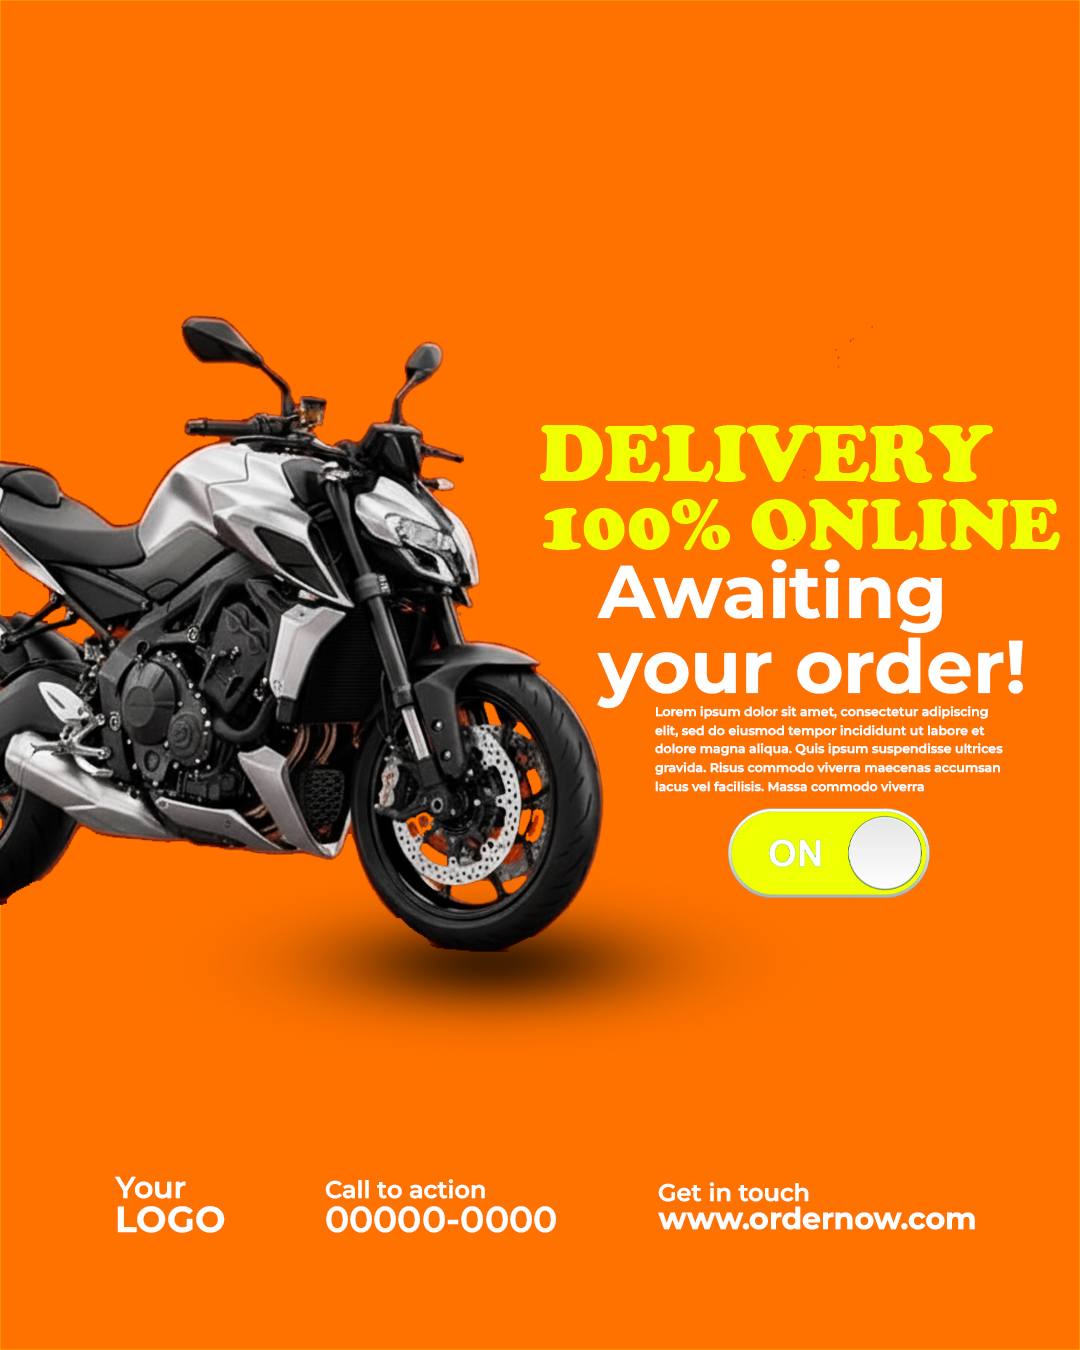 DELIVERY
100% ONLINE
Awaiting
your order!
Lorem ipsum dolor sit amet, consectetur adipiscing
elit, sed do eiusmod tempor incididunt ut labore et
dolore magna aliqua. Quis ipsum suspendisse ultrices
gravida. Risus commodo viverra maecenas accumsan
lacus vel facilisis. Massa commodo viverra
ON
Your
LOGO
Call to action
00000-0000
Get in touch
www.ordernow.com